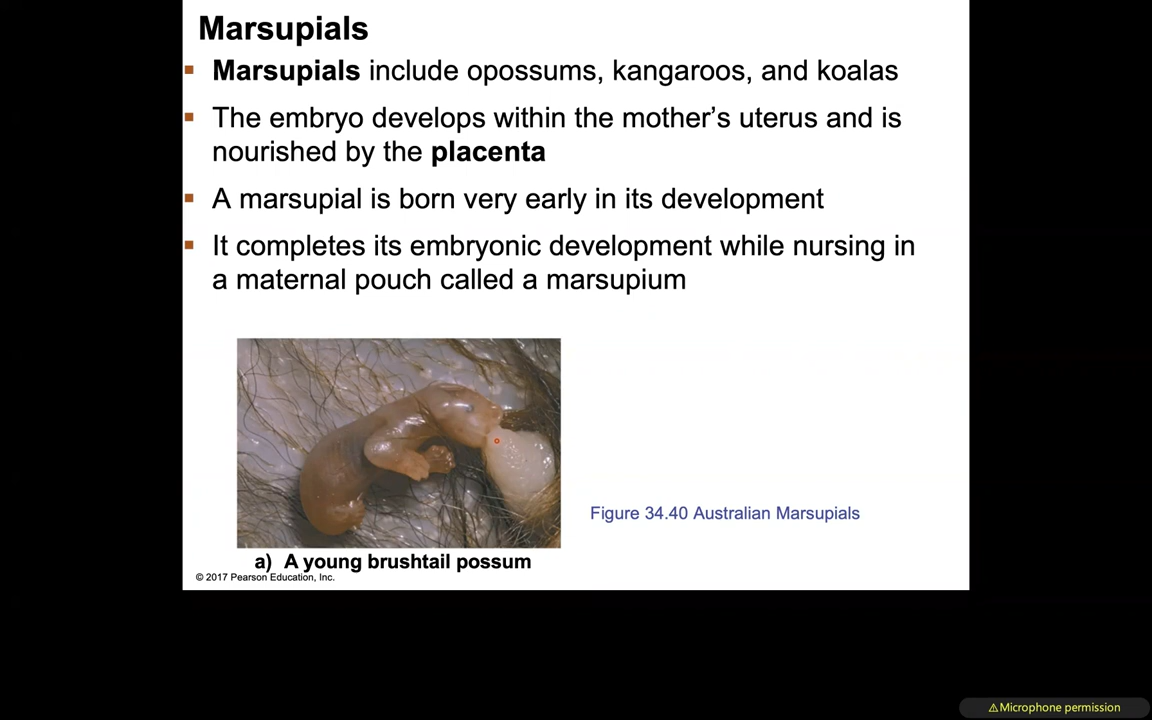 Marsupials
▪ Marsupials include opossums, kangaroos, and koalas
▪ The embryo develops within the mother’s uterus and is
nourished by the placenta
▪ A marsupial is born very early in its development
▪ It completes its embryonic development while nursing in
a maternal pouch called a marsupium
Figure 34.40 Australian Marsupials
a) A young brushtail possum
© 2017 Pearson Education, Inc.
⚠Microphone permission